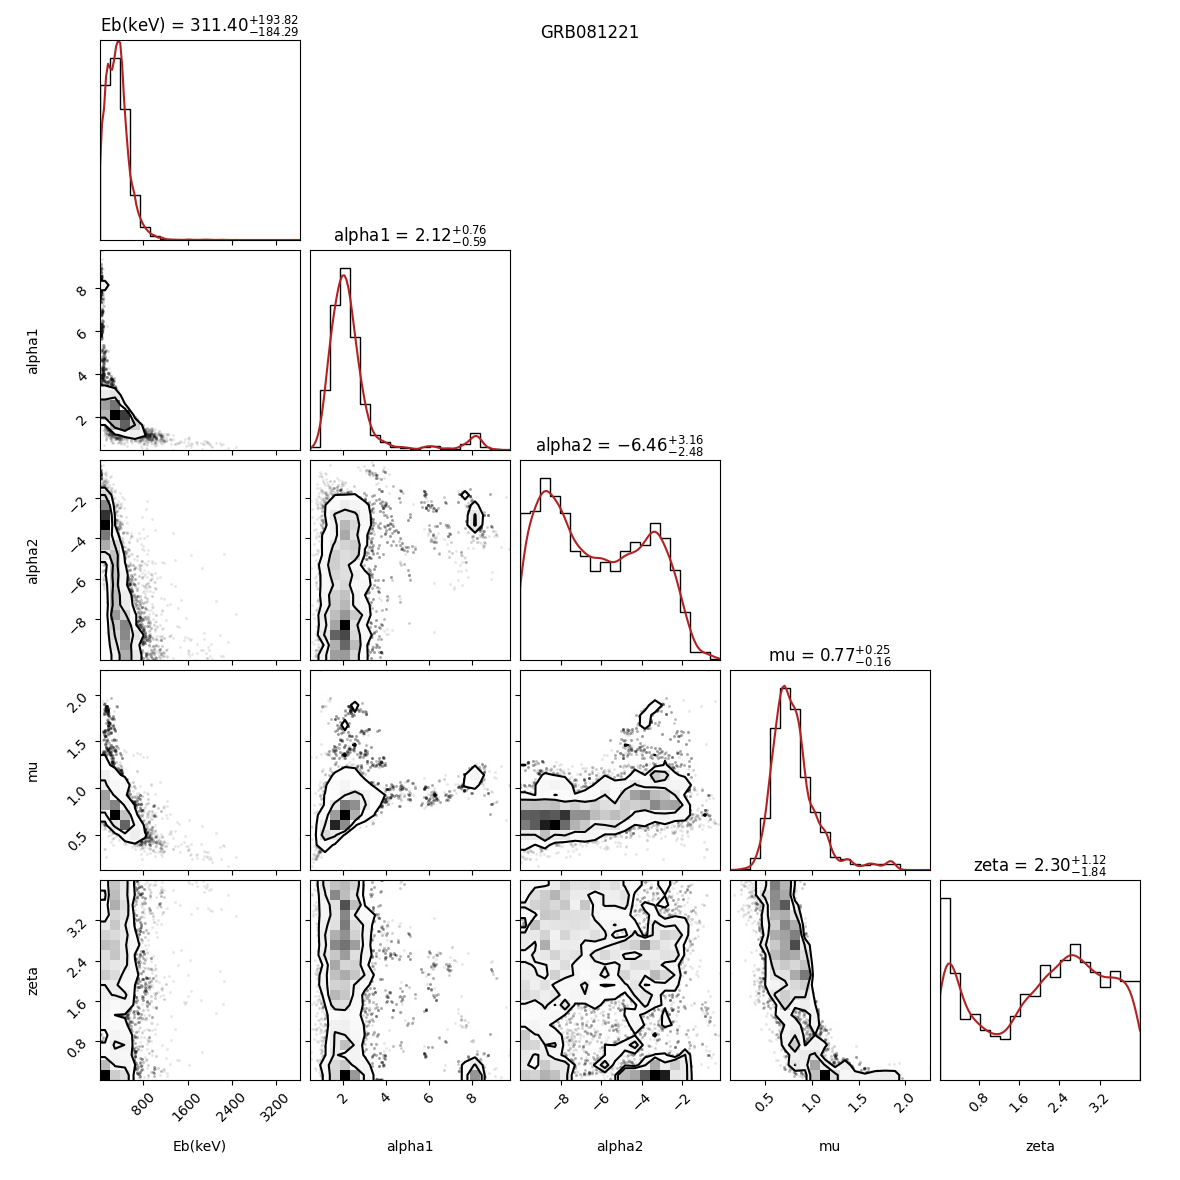 GRB081221
Eb(keV) = 311.40+193.82−184.29
alpha1 = 2.12+0.76−0.59
8
6
4
2
alpha1
alpha2 = −6.46+3.16−2.48
−2
−4
−6
−8
alpha2
mu = 0.77+0.25−0.16
2.0
1.5
1.0
0.5
mu
zeta = 2.30+1.12−1.84
3.2
2.4
1.6
0.8
zeta
800 1600 2400 3200
2 4 6 8
−8 −6 −4 −2
0.5 1.0 1.5 2.0
0.8 1.6 2.4 3.2
Eb(keV)
alpha1
alpha2
mu
zeta